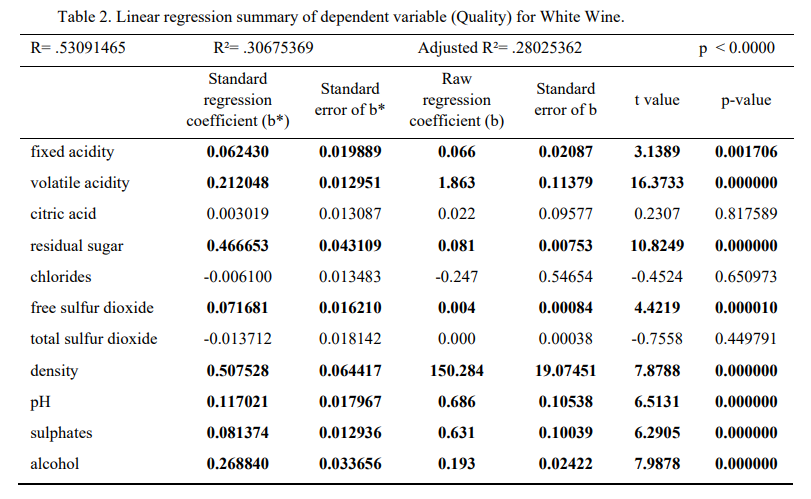 Table 2. Linear regression summary of dependent variable (Quality) for White Wine.
R= .53091465 R²= .30675369 Adjusted R²= .28025362 p < 0.0000
Standard regression coefficient (b*) Standard error of b* Raw regression coefficient (b) Standard error of b t value p-value
fixed acidity 0.062430 0.019889 0.066 0.02087 3.1389 0.001706
volatile acidity 0.212048 0.012951 1.863 0.11379 16.3733 0.000000
citric acid 0.003019 0.013087 0.022 0.09577 0.2307 0.817589
residual sugar 0.466653 0.043109 0.081 0.00753 10.8249 0.000000
chlorides -0.006100 0.013483 -0.247 0.54654 -0.4524 0.650973
free sulfur dioxide 0.071681 0.016210 0.004 0.00084 4.4219 0.000010
total sulfur dioxide -0.013712 0.018142 0.000 0.00038 -0.7558 0.449791
density 0.507528 0.064417 150.284 19.07451 7.8788 0.000000
pH 0.117021 0.017967 0.686 0.10538 6.5131 0.000000
sulphates 0.081374 0.012936 0.631 0.10039 6.2905 0.000000
alcohol 0.268840 0.033656 0.193 0.02422 7.9878 0.000000